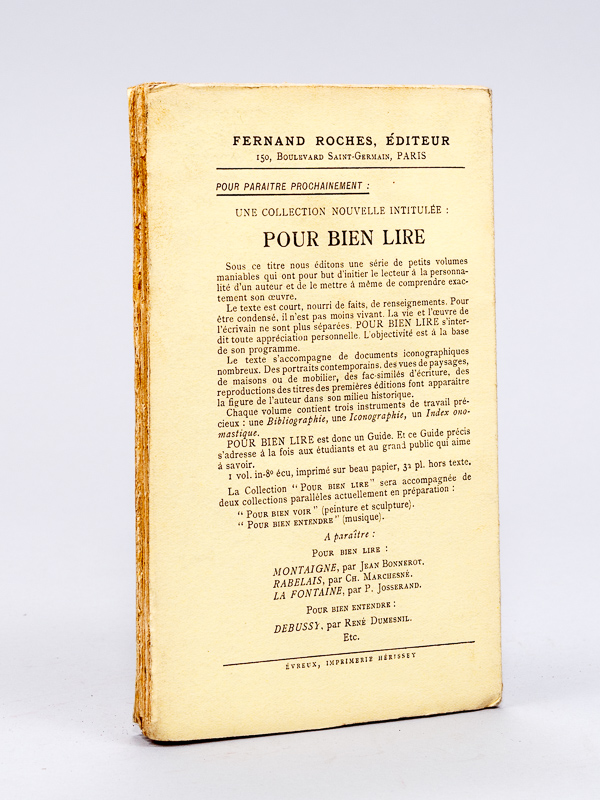 FERNAND ROCHES, ÉDITEUR
150, BOULEVARD SAINT-GERMAIN, PARIS
POUR PARAITRE PROCHAINEMENT :
UNE COLLECTION NOUVELLE INTITULÉE :
POUR BIEN LIRE
Sous ce titre nous éditons une série de petits volumes
maniables qui ont pour but d'initier le lecteur à la personna-
lité d'un auteur et de le mettre à même de comprendre exac-
tement son œuvre.
Le texte est court, nourri de faits, de renseignements. Pour
être condensé, il n'est pas moins vivant. La vie et l'œuvre de
l'écrivain ne sont plus séparées. POUR BIEN LIRE s'inter-
dit toute appréciation personnelle. L'objectivité est à la base
de son programme.
Le texte s'accompagne de documents iconographiques
nombreux. Des portraits contemporains, des vues de paysages,
de maisons ou de mobilier, des fac-similés d'écriture, des
reproductions des titres des premières éditions font apparaître
la figure de l'auteur dans son milieu historique.
Chaque volume contient trois instruments de travail pré-
cieux : une Bibliographie, une Iconographie, un Index ono-
mastique.
POUR BIEN LIRE est donc un Guide. Et ce Guide précis
s'adresse à la fois aux étudiants et au grand public qui aime
à savoir.
1 vol. in-8º écu, imprimé sur beau papier, 32 pl. hors texte.
La Collection "POUR BIEN LIRE" sera accompagnée de
deux collections parallèles actuellement en préparation :
"POUR BIEN VOIR" (peinture et sculpture).
"POUR BIEN ENTENDRE" (musique).
A paraître :
POUR BIEN LIRE :
MONTAIGNE, par JEAN BONNEROT.
RABELAIS, par CH. MARCHESNÉ.
LA FONTAINE, par P. JOSSERAND.
POUR BIEN ENTENDRE :
DEBUSSY, par RENÉ DUMESNIL.
Etc.
ÉVREUX, IMPRIMERIE HÉRISSEY